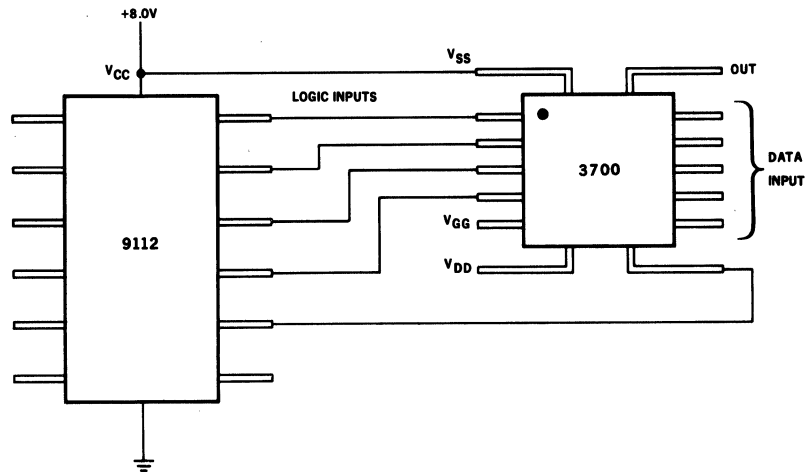 +8.0V
VCC
VSS
OUT
LOGIC INPUTS
3700
DATA
INPUT
VGG
9112
VDD